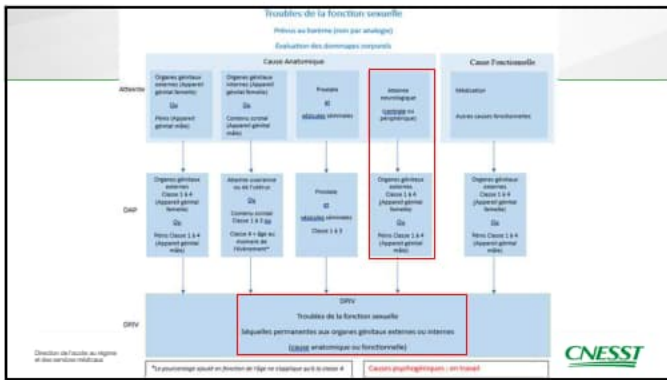 Troubles de la fonction sexuelle
Prévus au barème (non par analogie)
Évaluation des dommages corporels
Cause Anatomique
Cause Fonctionnelle
Atteinte
Organes génitaux
externes (Appareil
génital femelle)
Ou
Pénis (Appareil
génital mâle)
Organes génitaux
internes (Appareil
génital femelle)
Ou
Contenu scrotal
(Appareil génital
mâle)
Prostate
et
vésicules séminales
Atteinte
neurologique
(centrale ou
périphérique)
Médication
Autres causes fonctionnelles
DAP
Organes génitaux
externes
Classe 1 à 4
(Appareil génital
femelle)
Ou
Pénis Classe 1 à 4
(Appareil génital
mâle)
Atteinte ovarienne
ou de l'utérus
Ou
Contenu scrotal
Classe 1 à 3 ou
Classe 4 + âge au
moment de
l'événement*
Prostate
et
vésicules séminales
Classe 1 à 3
Organes génitaux
externes
Classe 1 à 4
(Appareil génital
femelle)
Ou
Pénis Classe 1 à 4
(Appareil génital
mâle)
Organes génitaux
externes
Classe 1 à 4
(Appareil génital
femelle)
Ou
Pénis Classe 1 à 4
(Appareil génital
mâle)
DPJV
DPJV
Troubles de la fonction sexuelle
Séquelles permanentes aux organes génitaux externes ou internes
(cause anatomique ou fonctionnelle)
Direction de l'accès au régime
et des services médicaux
*Le pourcentage ajouté en fonction de l'âge ne s'applique qu'à la classe 4
Causes psychogéniques : en travail
CNESST